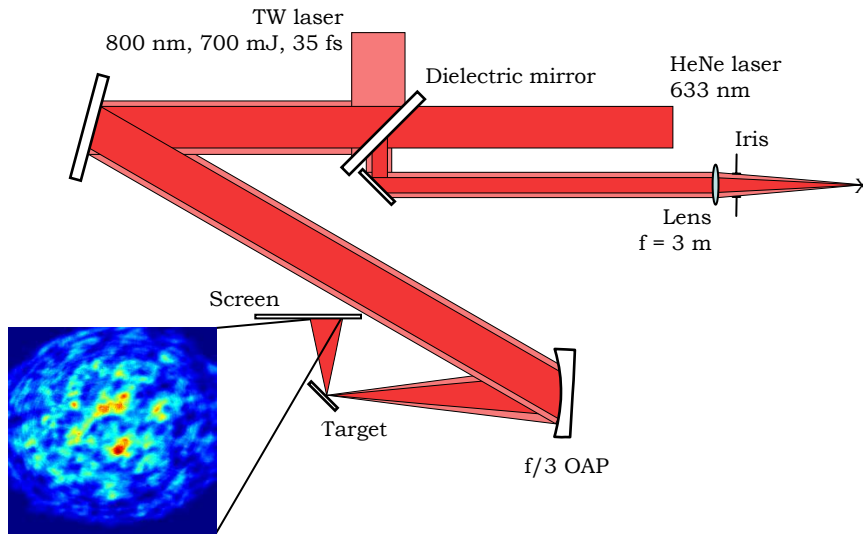 TW laser
800 nm, 700 mJ, 35 fs
Dielectric mirror
HeNe laser
633 nm
Iris
Lens
f = 3 m
Screen
Target
f/3 OAP